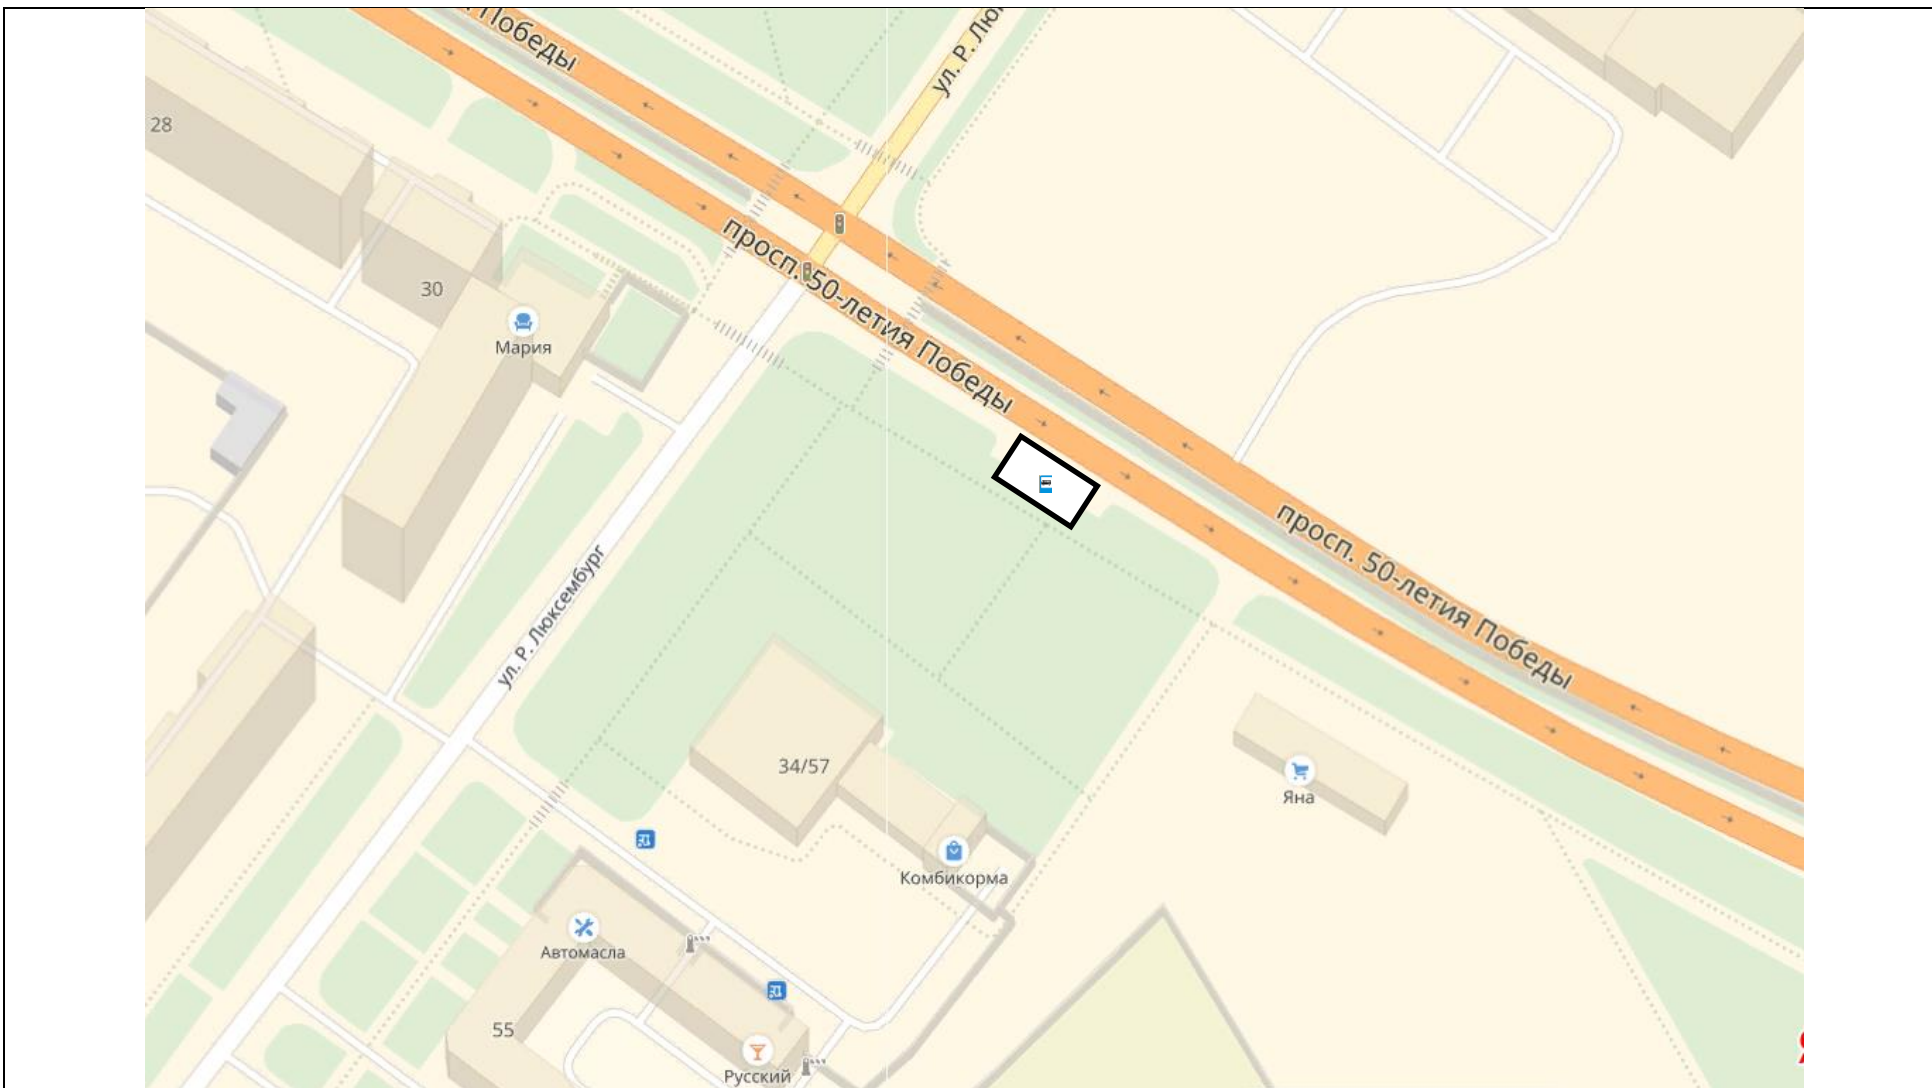 Победы
ул. Р. Лю
28
просп. 50-летия Победы
30
Мария
просп. 50-летия Победы
ул. Р. Люксембург
34/57
Яна
Комбикорма
Автомасла
55
Русский